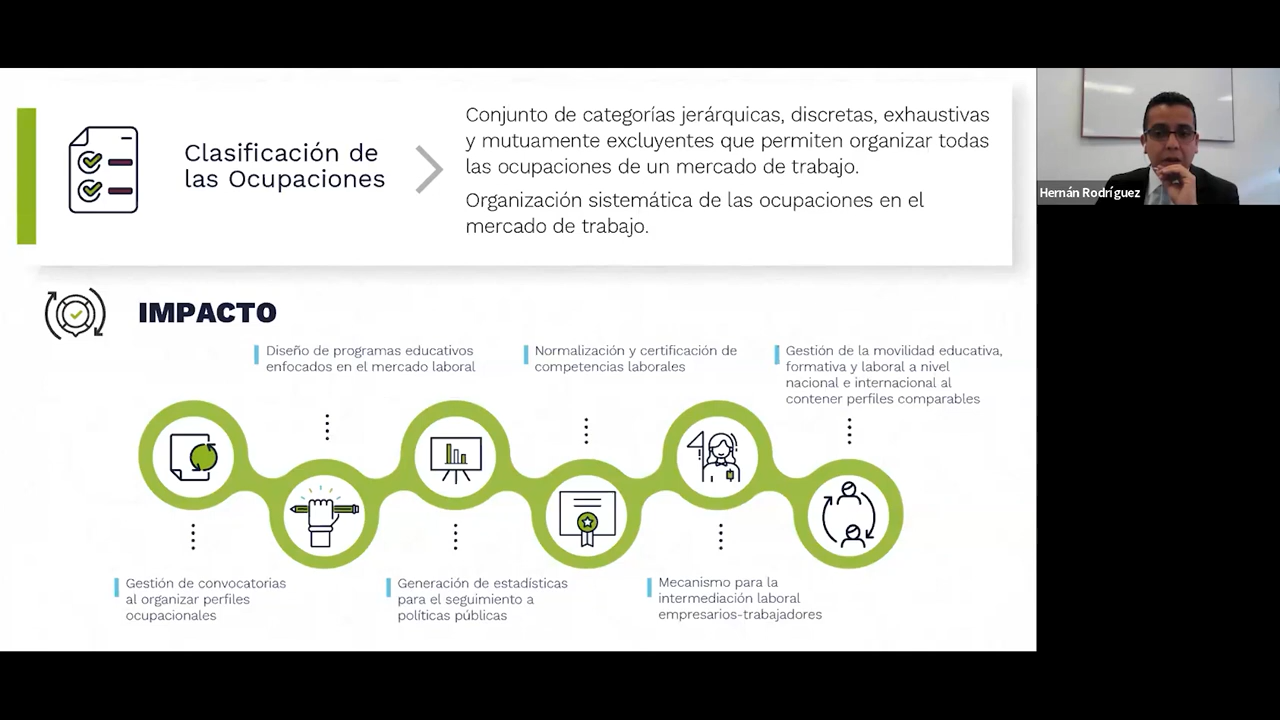 Clasificación de
las Ocupaciones
Conjunto de categorías jerárquicas, discretas, exhaustivas
y mutuamente excluyentes que permiten organizar todas
las ocupaciones de un mercado de trabajo.
Organización sistemática de las ocupaciones en el
mercado de trabajo.
Hernán Rodríguez
IMPACTO
Diseño de programas educativos
enfocados en el mercado laboral
Normalización y certificación de
competencias laborales
Gestión de la movilidad educativa,
formativa y laboral a nivel
nacional e internacional al
contener perfiles comparables
Gestión de convocatorias
al organizar perfiles
ocupacionales
Generación de estadísticas
para el seguimiento a
políticas públicas
Mecanismo para la
intermediación laboral
empresarios-trabajadores